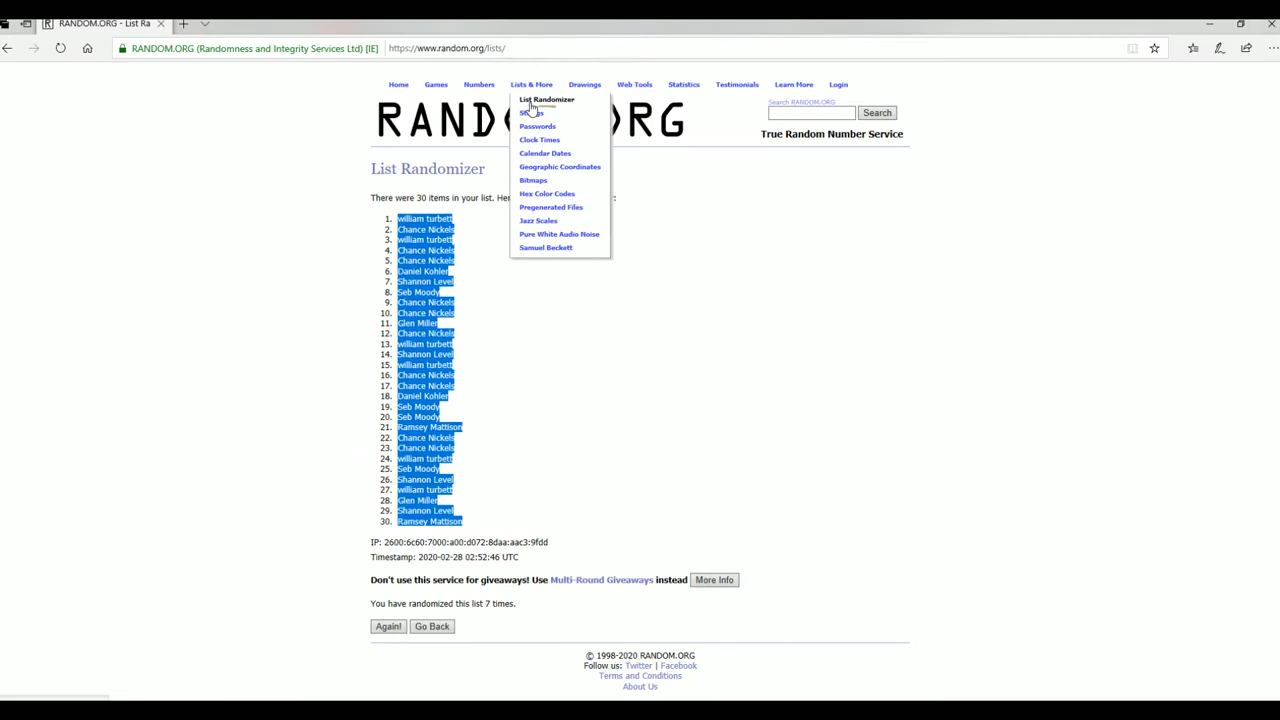 RANDOM.ORG - List Ra
RANDOM.ORG (Randomness and Integrity Services Ltd) [IE]
https://www.random.org/lists/
Home Games Numbers Lists & More Drawings Web Tools Statistics Testimonials Learn More Login
List Randomizer
Passwords
Clock Times
Calendar Dates
Geographic Coordinates
Bitmaps
Hex Color Codes
Pregenerated Files
Jazz Scales
Pure White Audio Noise
Samuel Beckett
Search RANDOM.ORG
Search
True Random Number Service
List Randomizer
There were 30 items in your list.
1. william turbett
2. Chance Nickels
3. william turbett
4. Chance Nickels
5. Chance Nickels
6. Daniel Kohler
7. Shannon Level
8. Seb Moody
9. Chance Nickels
10. Chance Nickels
11. Glen Miller
12. Chance Nickels
13. william turbett
14. Shannon Level
15. william turbett
16. Chance Nickels
17. Chance Nickels
18. Daniel Kohler
19. Seb Moody
20. Seb Moody
21. Ramsey Mattison
22. Chance Nickels
23. Chance Nickels
24. william turbett
25. Seb Moody
26. Shannon Level
27. william turbett
28. Glen Miller
29. Shannon Level
30. Ramsey Mattison
IP: 2600:6c60:7000:a00:d072:8daa:aac3:9fdd
Timestamp: 2020-02-28 02:52:46 UTC
Don't use this service for giveaways! Use Multi-Round Giveaways instead More Info
You have randomized this list 7 times.
Again! Go Back
© 1998-2020 RANDOM.ORG
Follow us: Twitter | Facebook
Terms and Conditions
About Us